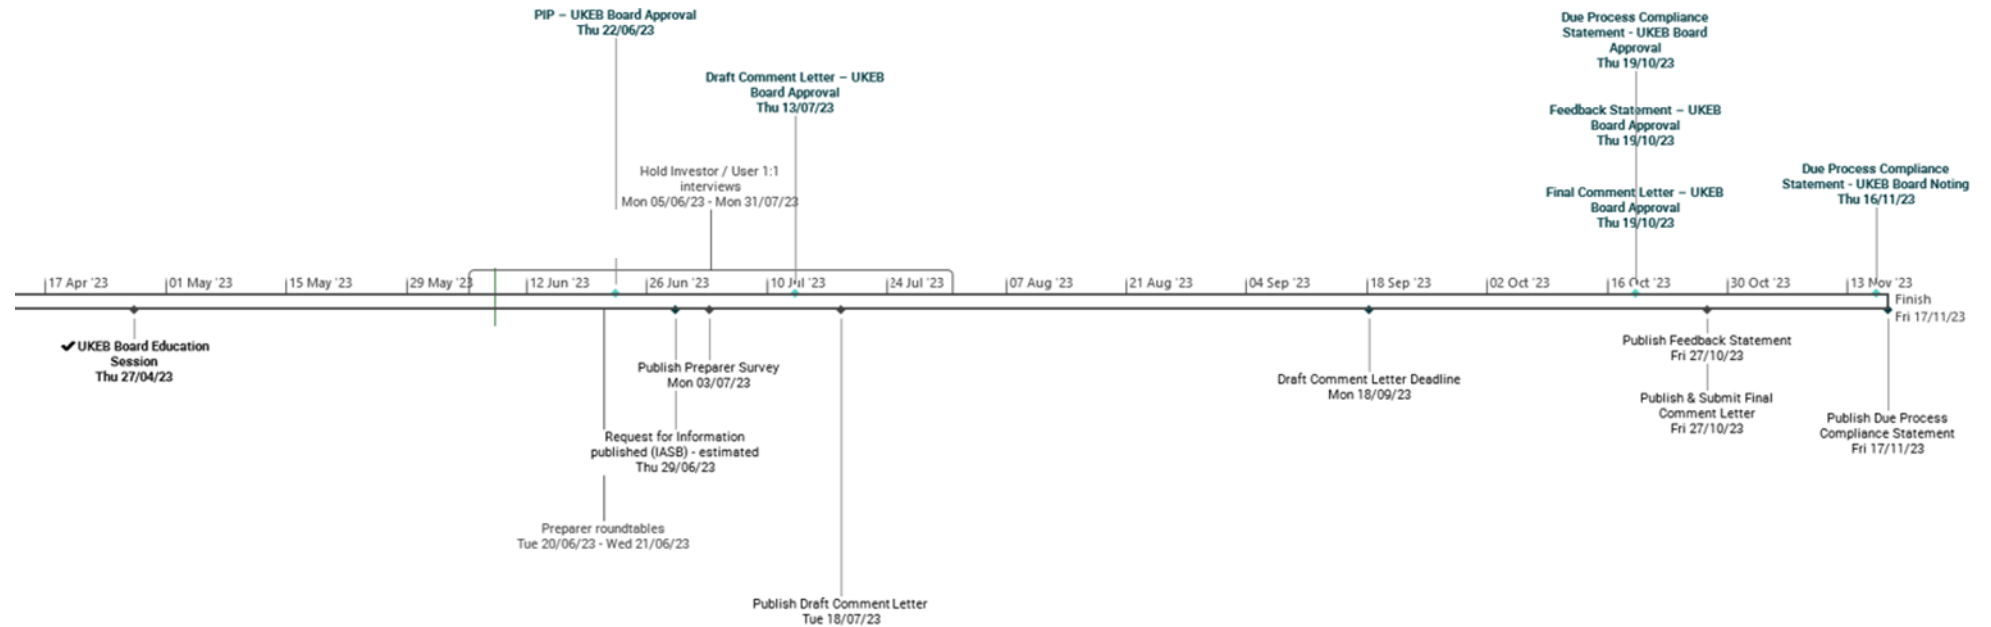 PIP – UKEB Board Approval
Thu 22/06/23
Draft Comment Letter – UKEB
Board Approval
Thu 13/07/23
Hold Investor / User 1:1
interviews
Mon 05/06/23 - Mon 31/07/23
Due Process Compliance
Statement - UKEB Board
Approval
Thu 19/10/23
Feedback Statement – UKEB
Board Approval
Thu 19/10/23
Final Comment Letter – UKEB
Board Approval
Thu 19/10/23
Due Process Compliance
Statement - UKEB Board Noting
Thu 16/11/23
17 Apr '23
01 May '23
15 May '23
29 May '23
12 Jun '23
26 Jun '23
10 Jul '23
24 Jul '23
07 Aug '23
21 Aug '23
04 Sep '23
18 Sep '23
02 Oct '23
16 Oct '23
30 Oct '23
13 Nov '23
Finish
Fri 17/11/23
✔UKEB Board Education
Session
Thu 27/04/23
Publish Preparer Survey
Mon 03/07/23
Request for Information
published (IASB) - estimated
Thu 29/06/23
Preparer roundtables
Tue 20/06/23 - Wed 21/06/23
Publish Draft Comment Letter
Tue 18/07/23
Draft Comment Letter Deadline
Mon 18/09/23
Publish Feedback Statement
Fri 27/10/23
Publish & Submit Final
Comment Letter
Fri 27/10/23
Publish Due Process
Compliance Statement
Fri 17/11/23